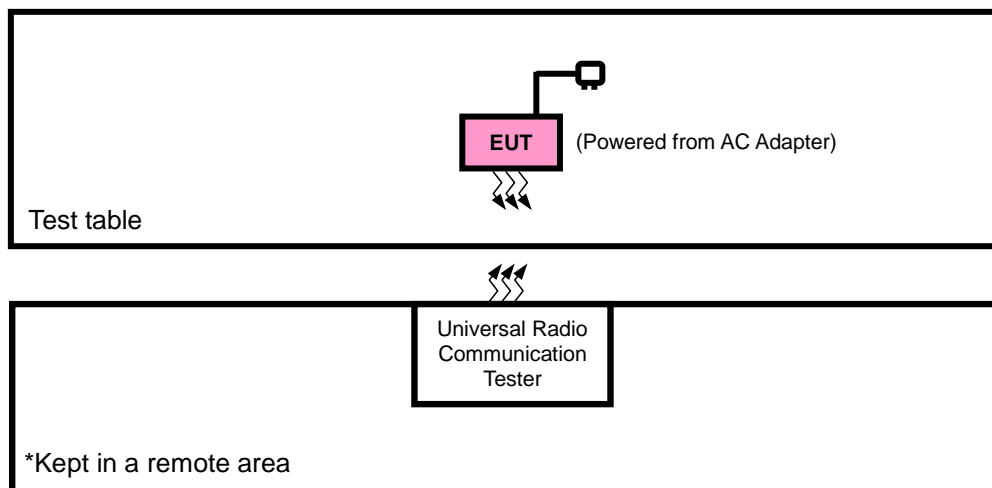 EUT
(Powered from AC Adapter)
Test table
Universal Radio
Communication
Tester
*Kept in a remote area